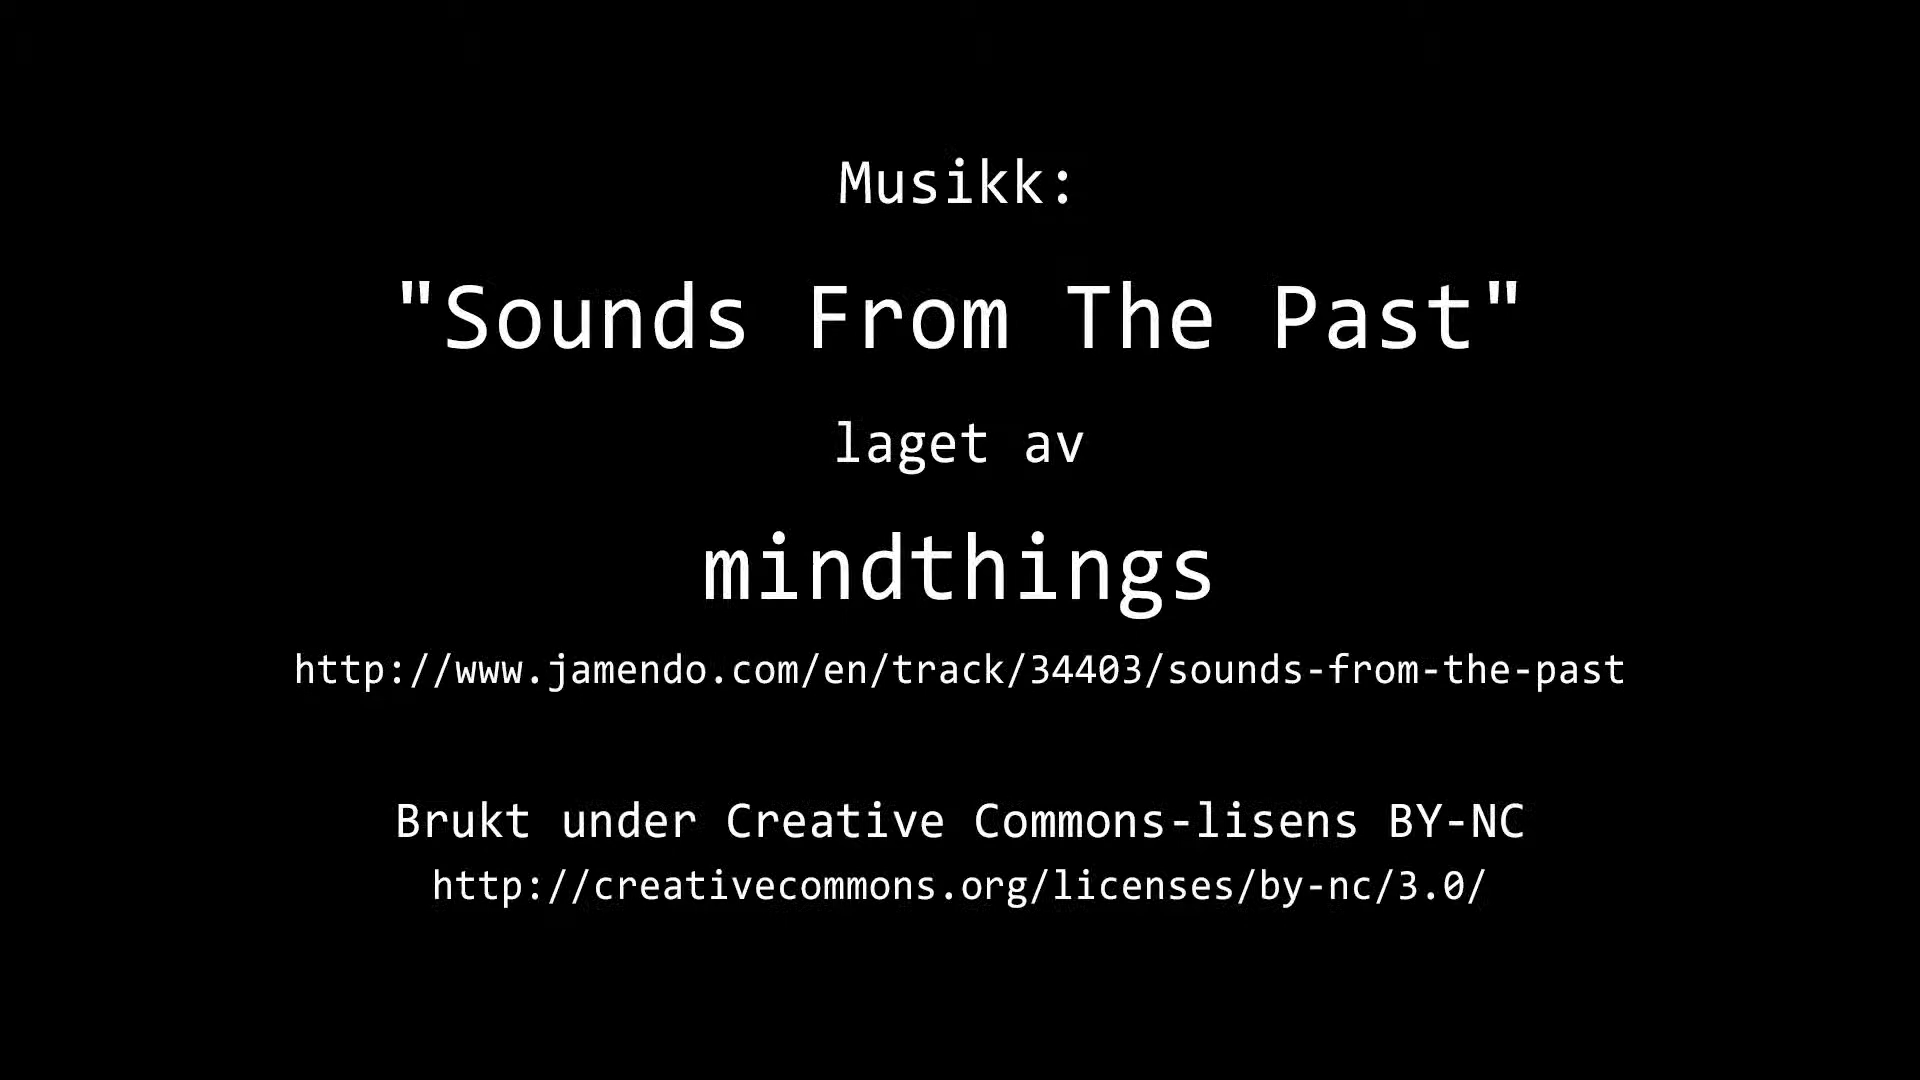 Musikk:
"Sounds From The Past"
laget av
mindthings
http://www.jamendo.com/en/track/34403/sounds-from-the-past
Brukt under Creative Commons-lisens BY-NC
http://creativecommons.org/licenses/by-nc/3.0/